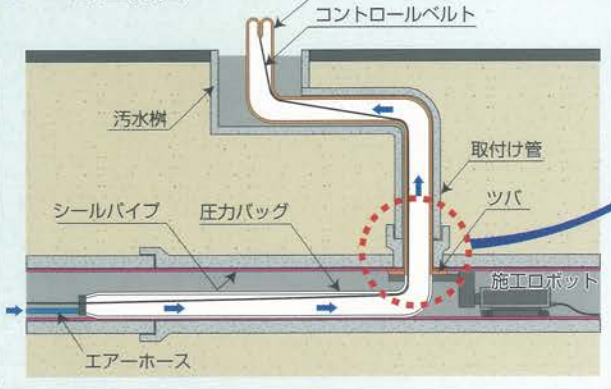 コントロールベルト
汚水桝
取付け管
シールパイプ
圧力バッグ
ツバ
施工ロボット
エアーホース